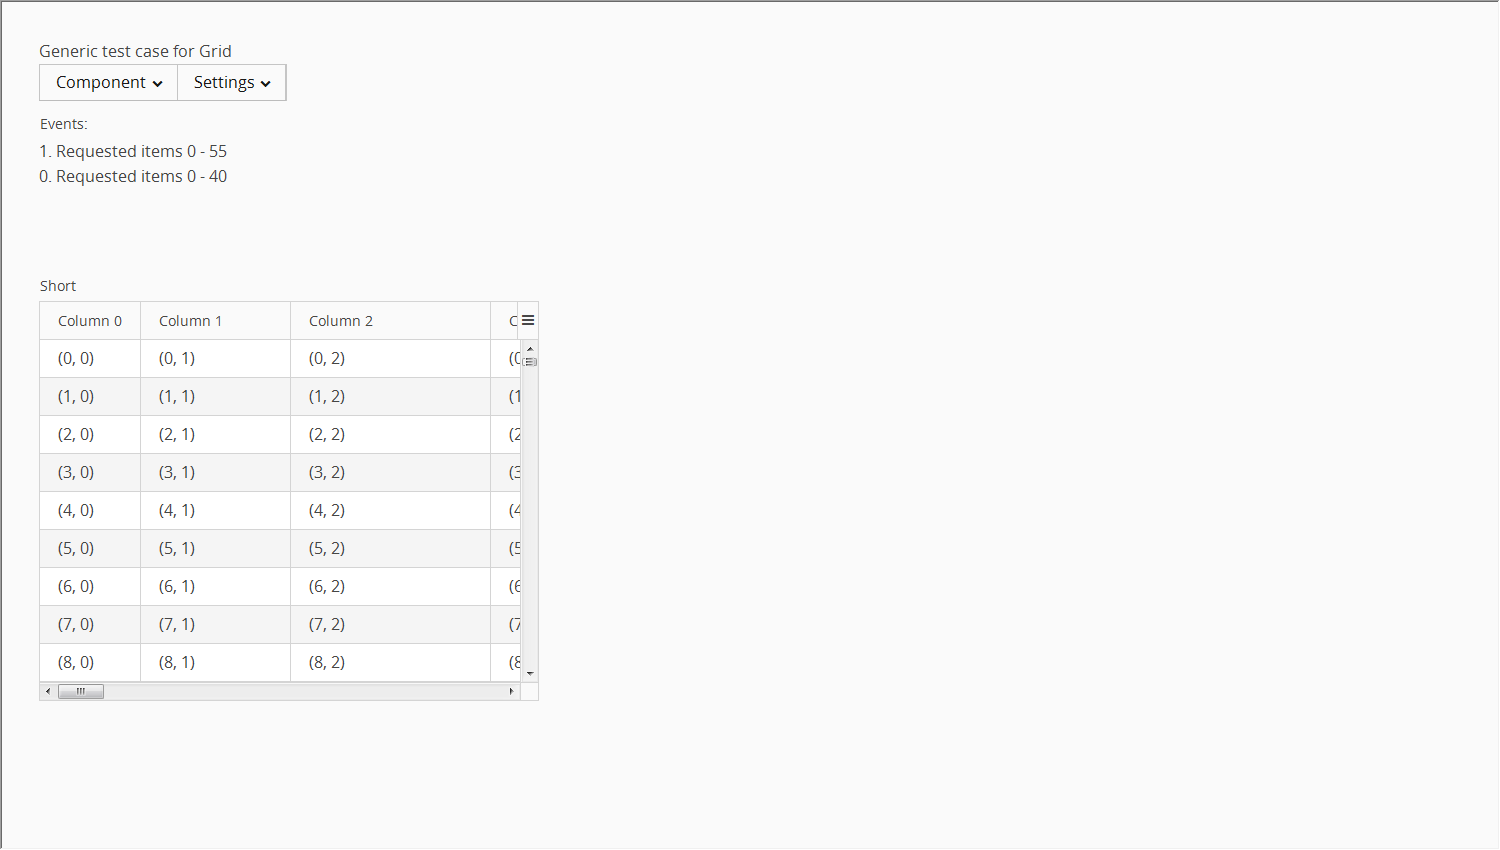 Generic test case for Grid
Component Settings
Events:
1. Requested items 0 - 55
0. Requested items 0 - 40
Short
Column 0 Column 1 Column 2 C
(0, 0) (0, 1) (0, 2) (0
(1, 0) (1, 1) (1, 2) (1
(2, 0) (2, 1) (2, 2) (2
(3, 0) (3, 1) (3, 2) (3
(4, 0) (4, 1) (4, 2) (4
(5, 0) (5, 1) (5, 2) (5
(6, 0) (6, 1) (6, 2) (6
(7, 0) (7, 1) (7, 2) (7
(8, 0) (8, 1) (8, 2) (8